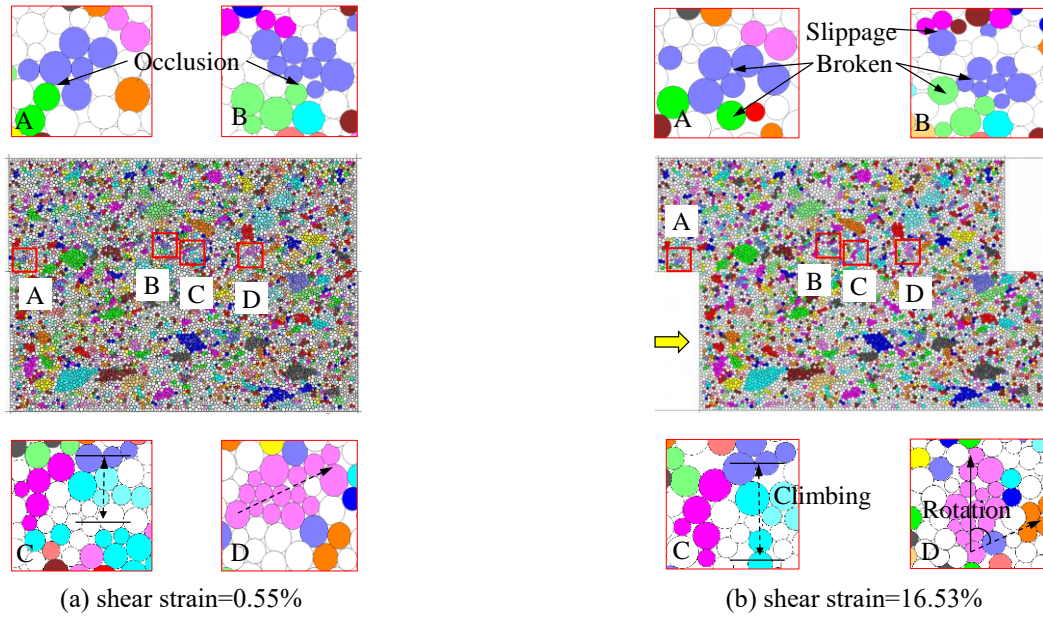 Occlusion
A
B
Slippage
Broken
A
B
A
B
C
D
A
B
C
D
C
D
Climbing
Rotation
C
D
(a) shear strain=0.55%
(b) shear strain=16.53%